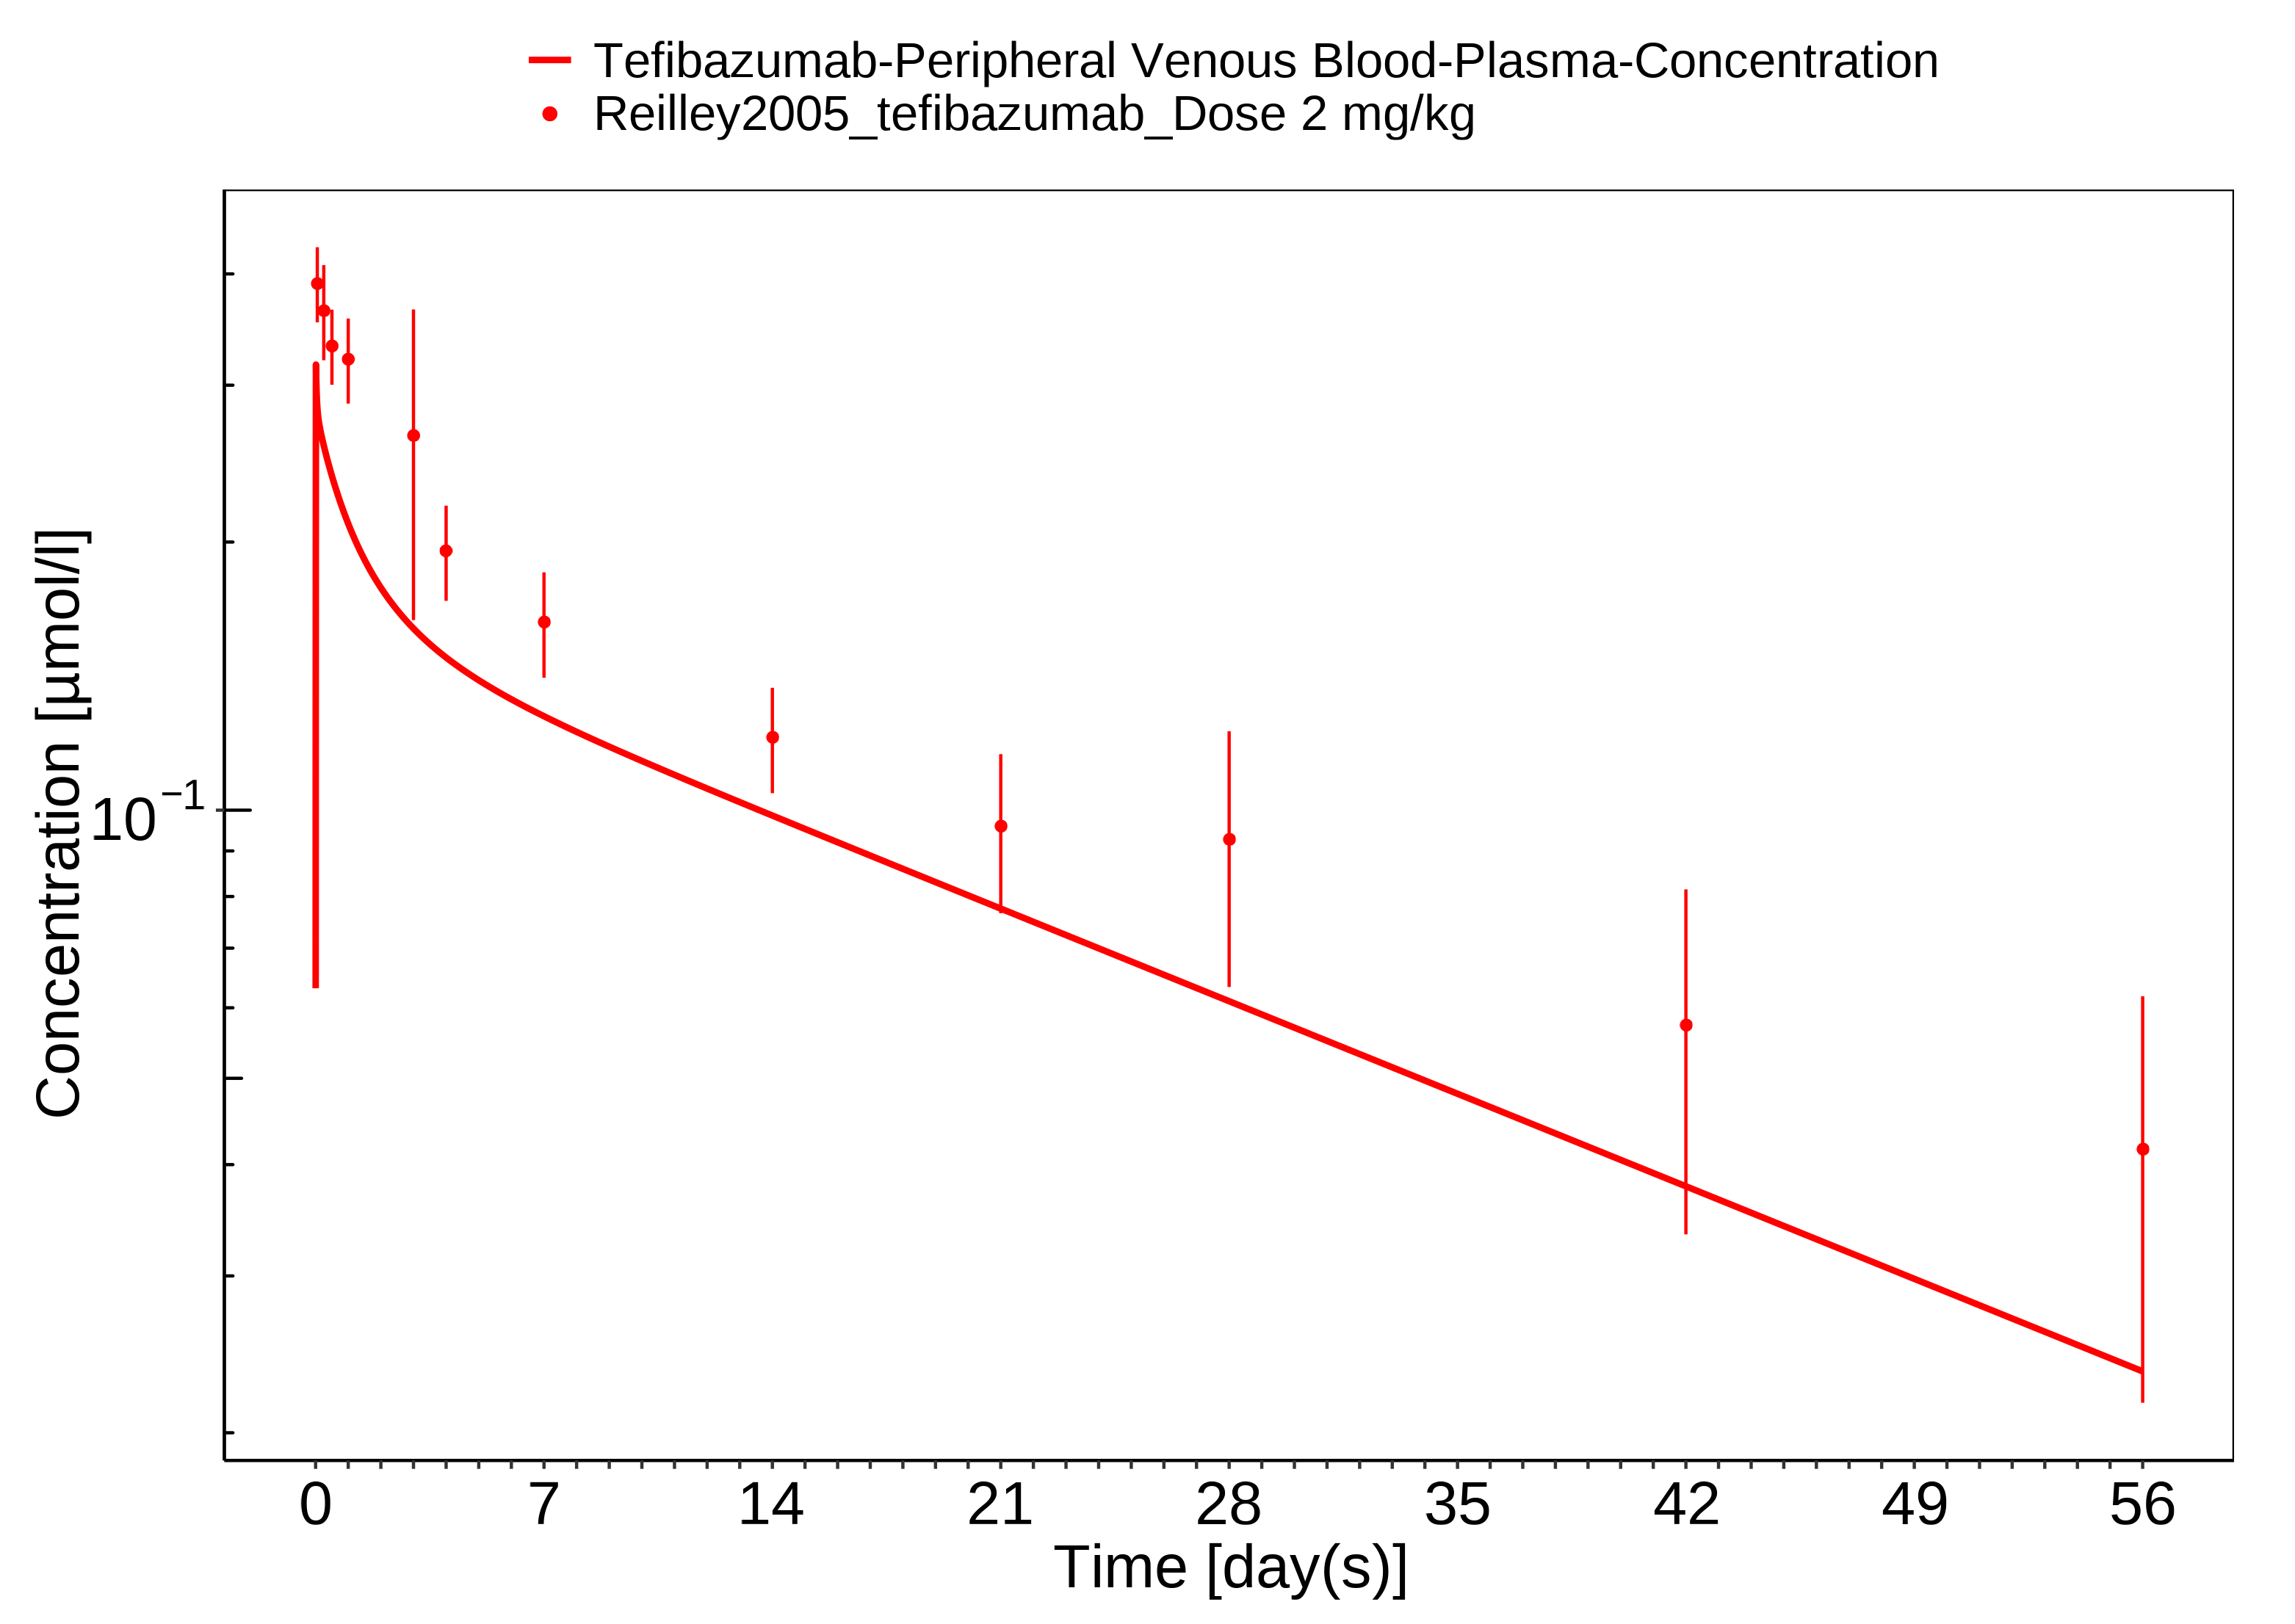 Tefibazumab-Peripheral Venous Blood-Plasma-Concentration
Reilley2005_tefibazumab_Dose 2 mg/kg
Concentration [µmol/l]
10⁻¹
0 7 14 21 28 35 42 49 56
Time [day(s)]